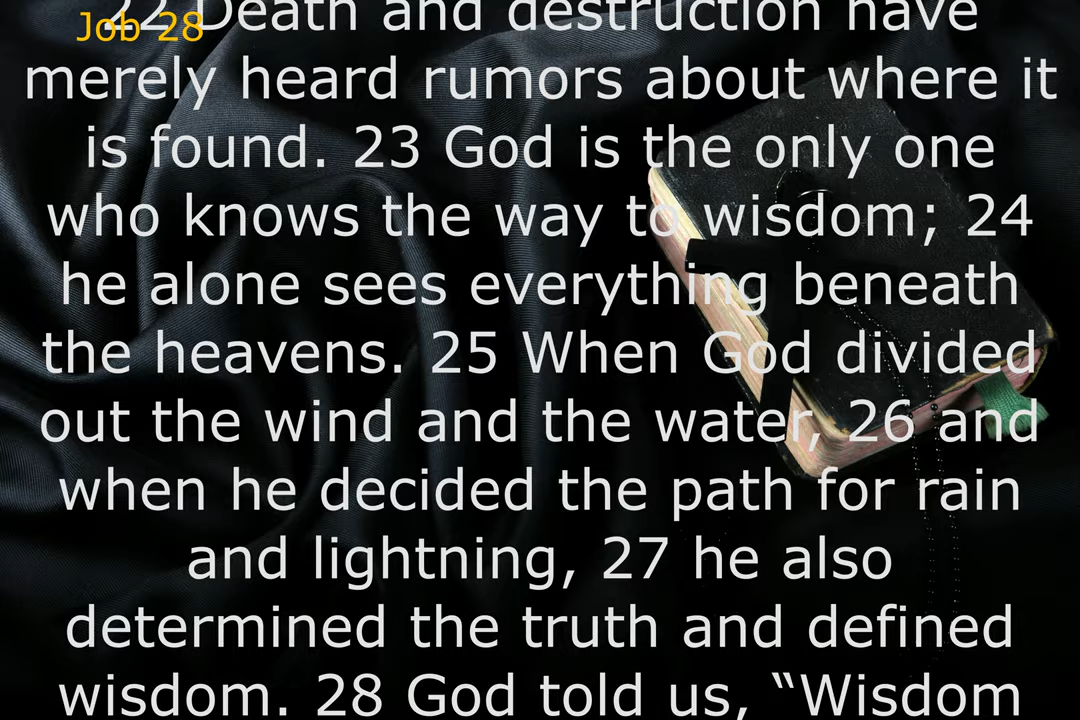 Job 28
22 Death and destruction have
merely heard rumors about where it
is found. 23 God is the only one
who knows the way to wisdom; 24
he alone sees everything beneath
the heavens. 25 When God divided
out the wind and the water, 26 and
when he decided the path for rain
and lightning, 27 he also
determined the truth and defined
wisdom. 28 God told us, “Wisdom